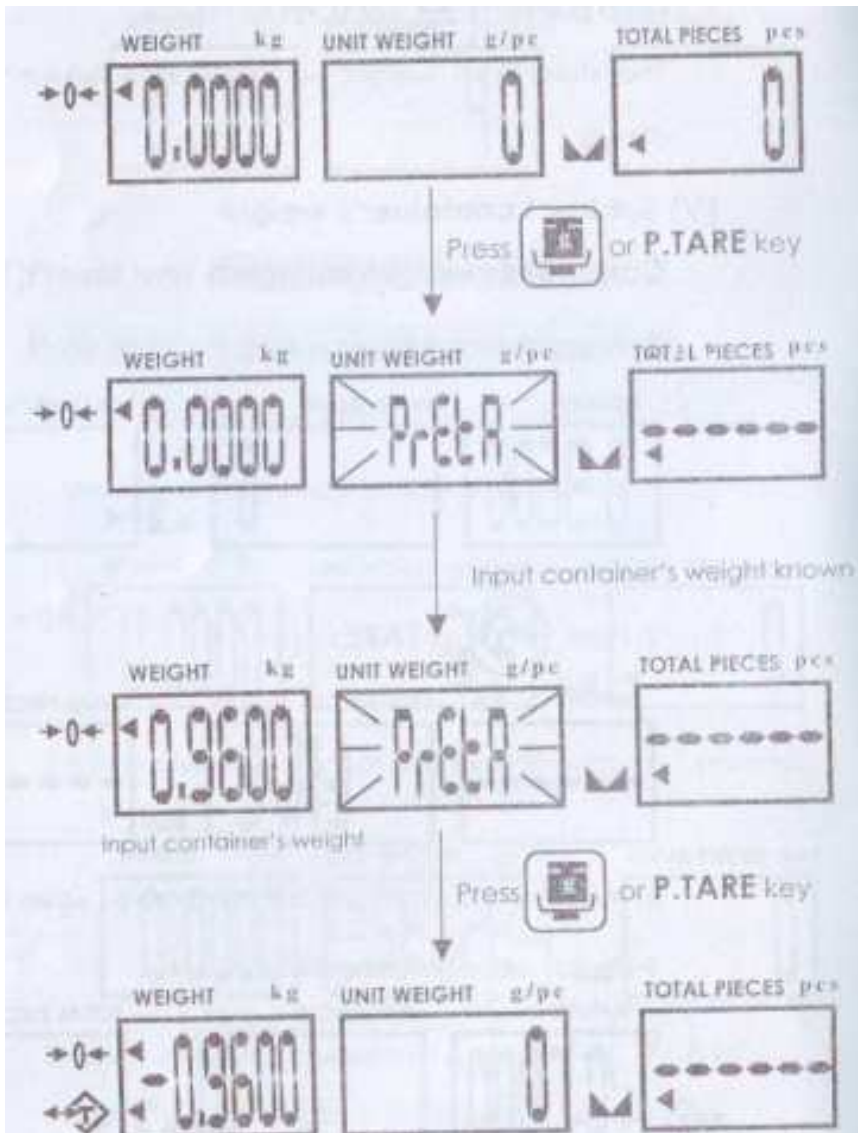 WEIGHT kg UNIT WEIGHT g/pc TOTAL PIECES pcs
→0← 0.0000 0 0
Press or P.TARE key
WEIGHT kg UNIT WEIGHT g/pc TOTAL PIECES pcs
→0← 0.0000 PrEtA ------
Input container's weight known
WEIGHT kg UNIT WEIGHT g/pc TOTAL PIECES pcs
→0← 0.9600 PrEtA ------
Input container's weight
Press or P.TARE key
WEIGHT kg UNIT WEIGHT g/pc TOTAL PIECES pcs
→0← -0.9600 0 ------
T